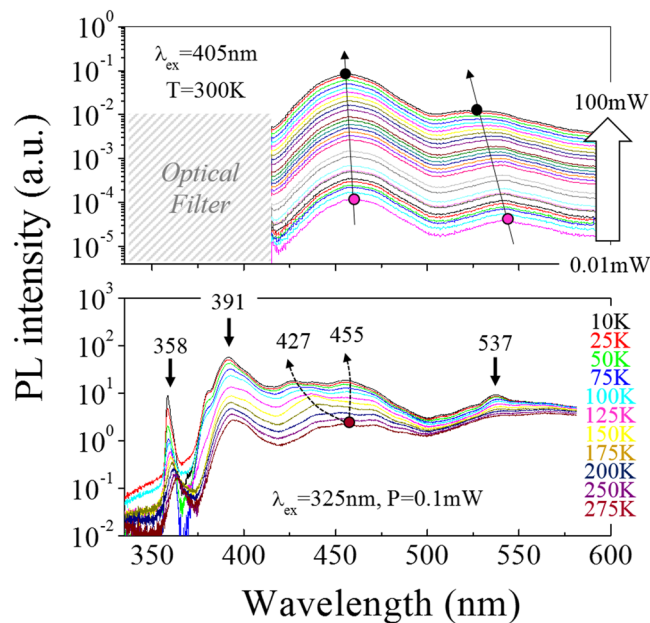 PL intensity (a.u.)
10^0
10^-1
10^-2
10^-3
10^-4
10^-5
λ_ex=405nm
T=300K
Optical
Filter
100mW
0.01mW
10^3
10^2
10^1
10^0
10^-1
10^-2
358
391
427
455
537
10K
25K
50K
75K
100K
125K
150K
175K
200K
250K
275K
λ_ex=325nm, P=0.1mW
350 400 450 500 550 600
Wavelength (nm)